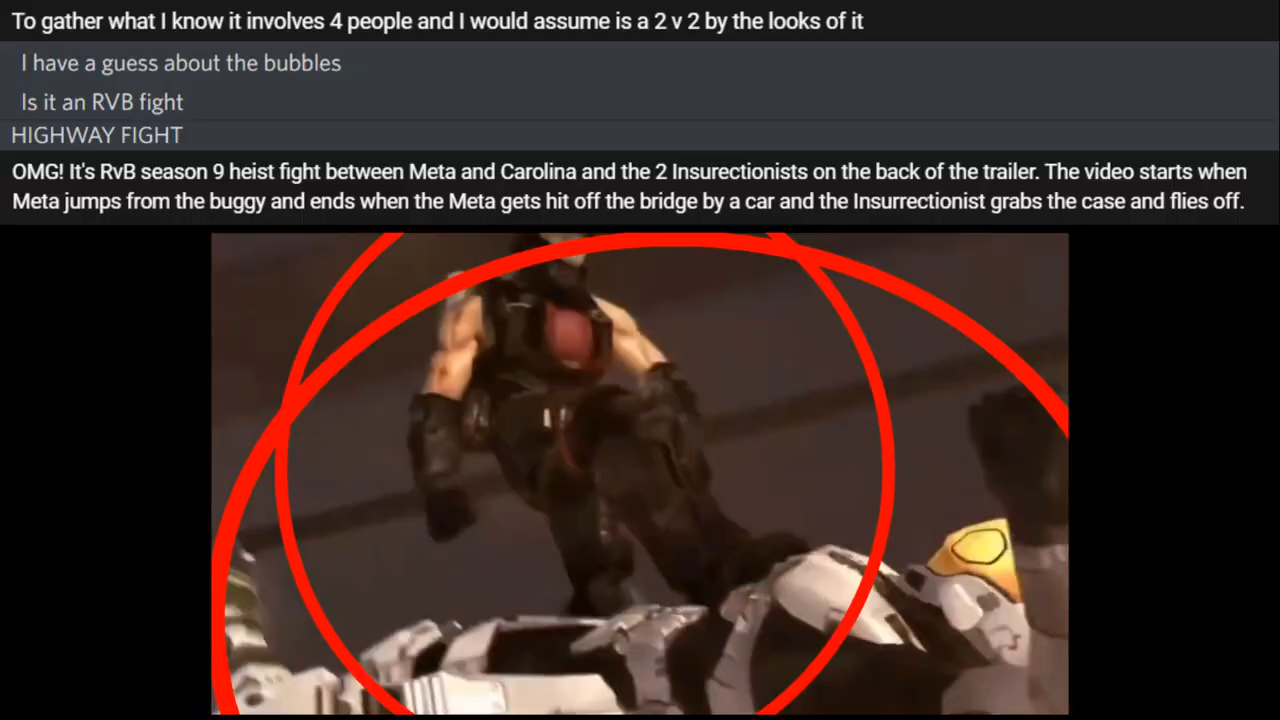 To gather what I know it involves 4 people and I would assume is a 2 v 2 by the looks of it
I have a guess about the bubbles
Is it an RVB fight
HIGHWAY FIGHT
OMG! It's RvB season 9 heist fight between Meta and Carolina and the 2 Insurectionists on the back of the trailer. The video starts when
Meta jumps from the buggy and ends when the Meta gets hit off the bridge by a car and the Insurrectionist grabs the case and flies off.